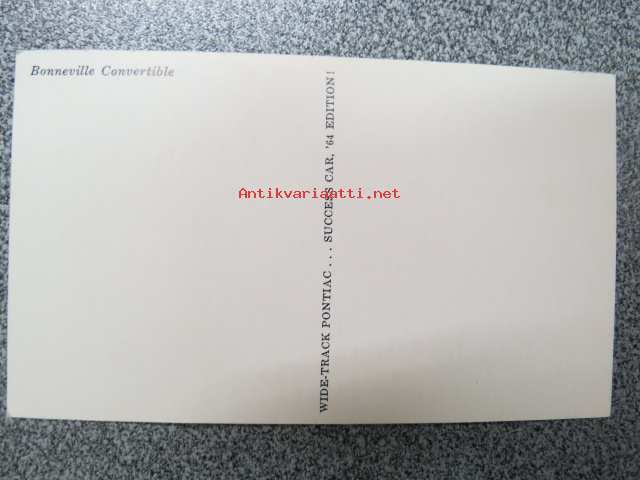 Bonneville Convertible
WIDE-TRACK PONTIAC . . . SUCCESS CAR, '64 EDITION!
Antikvariaatti.net